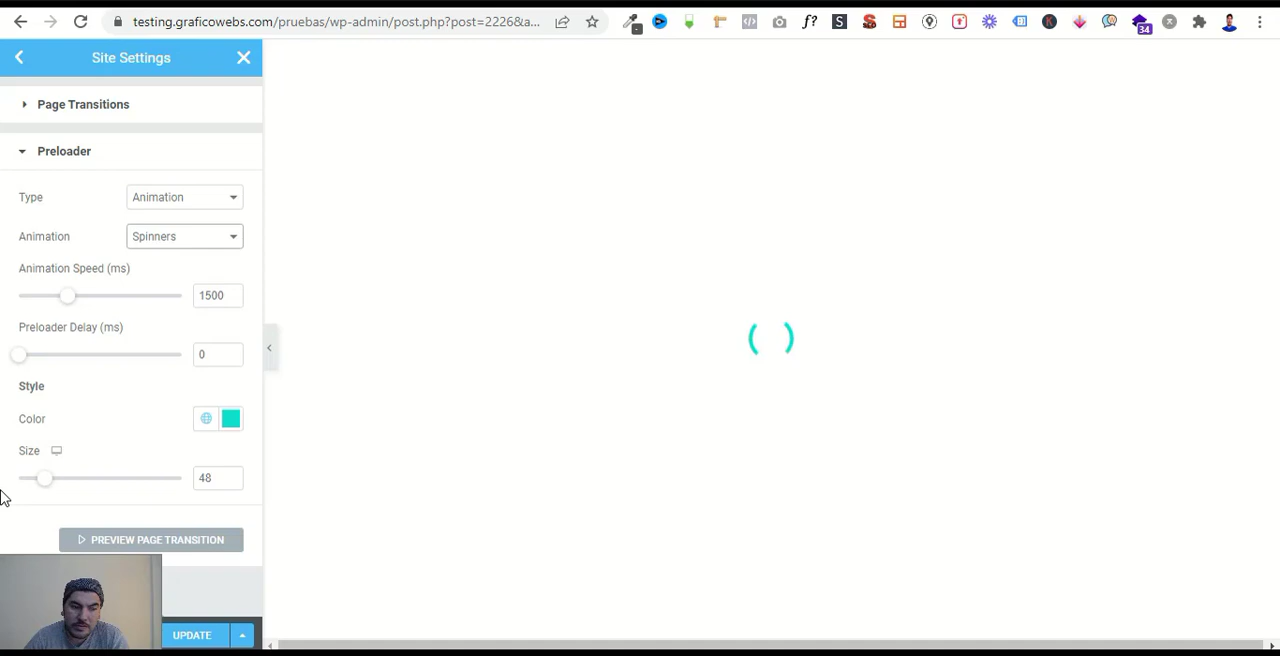 testing.graficowebs.com/pruebas/wp-admin/post.php?post=2226&a...
f?
S
K
34
Site Settings
Page Transitions
Preloader
Type Animation
Animation Spinners
Animation Speed (ms)
1500
Preloader Delay (ms)
0
Style
Color
Size
48
PREVIEW PAGE TRANSITION
UPDATE